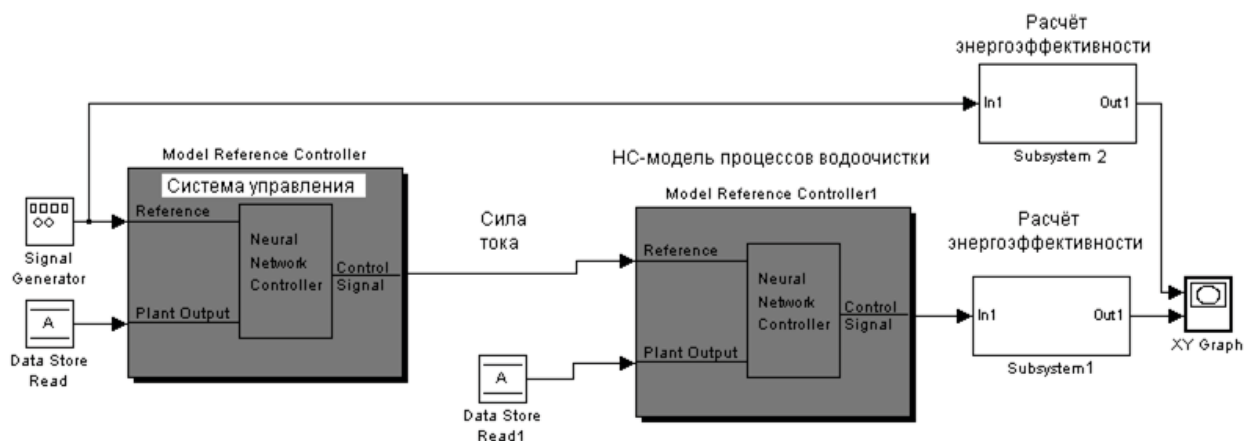 Расчёт
энергоэффективности
In1
Out1
Subsystem 2
Model Reference Controller
Система управления
Reference
Neural
Network
Controller
Control
Signal
Plant Output
Signal
Generator
A
Data Store
Read
Сила
тока
НС-модель процессов водоочистки
Model Reference Controller1
Reference
Neural
Network
Controller
Control
Signal
Plant Output
A
Data Store
Read1
Расчёт
энергоэффективности
In1
Out1
Subsystem1
XY Graph